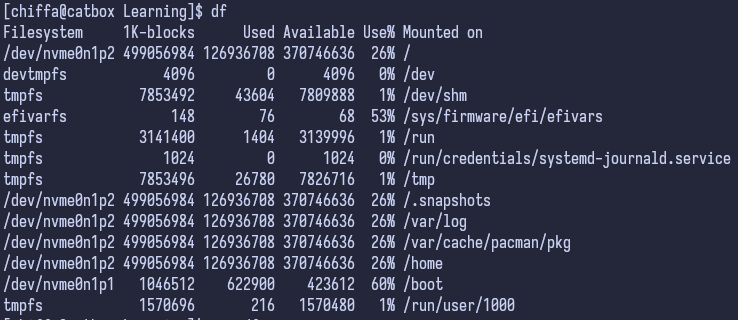 [chiffa@catbox Learning]$ df
Filesystem     1K-blocks      Used Available Use% Mounted on
/dev/nvme0n1p2 499056984 126936708 370746636  26% /
devtmpfs            4096         0      4096   0% /dev
tmpfs            7853492     43604   7809888   1% /dev/shm
efivarfs             148        76        68  53% /sys/firmware/efi/efivars
tmpfs            3141400      1404   3139996   1% /run
tmpfs               1024         0      1024   0% /run/credentials/systemd-journald.service
tmpfs            7853496     26780   7826716   1% /tmp
/dev/nvme0n1p2 499056984 126936708 370746636  26% /.snapshots
/dev/nvme0n1p2 499056984 126936708 370746636  26% /var/log
/dev/nvme0n1p2 499056984 126936708 370746636  26% /var/cache/pacman/pkg
/dev/nvme0n1p2 499056984 126936708 370746636  26% /home
/dev/nvme0n1p1   1046512    622900    423612  60% /boot
tmpfs            1570696       216   1570480   1% /run/user/1000